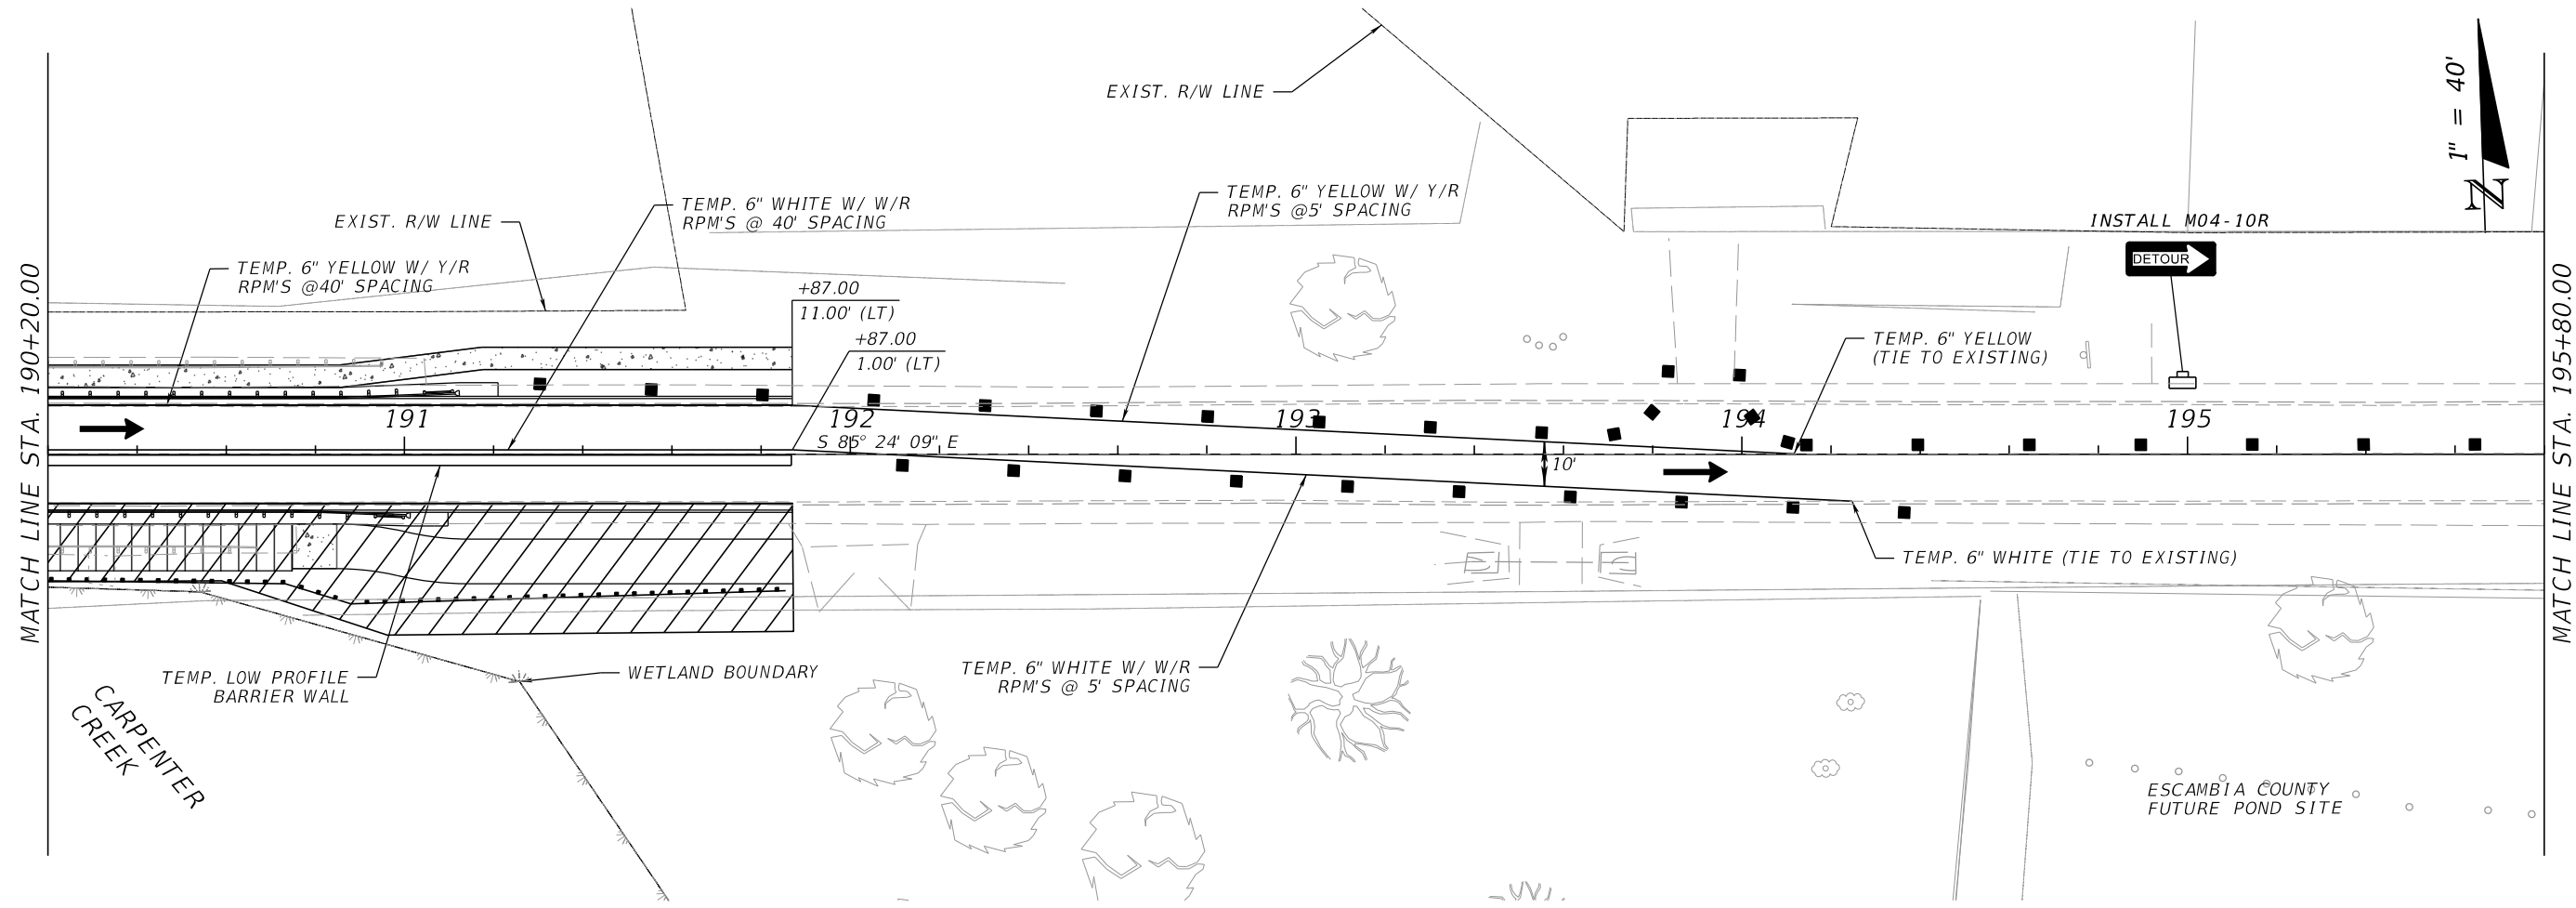 EXIST. R/W LINE
1" = 40'
N
TEMP. 6" WHITE W/ W/R
RPM'S @ 40' SPACING
TEMP. 6" YELLOW W/ Y/R
RPM'S @5' SPACING
EXIST. R/W LINE
INSTALL M04-10R
DETOUR
TEMP. 6" YELLOW W/ Y/R
RPM'S @40' SPACING
+87.00
11.00' (LT)
+87.00
1.00' (LT)
TEMP. 6" YELLOW
(TIE TO EXISTING)
MATCH LINE STA. 190+20.00
MATCH LINE STA. 195+80.00
191
192
193
194
195
S 85° 24' 09" E
10'
TEMP. 6" WHITE (TIE TO EXISTING)
TEMP. LOW PROFILE
BARRIER WALL
WETLAND BOUNDARY
TEMP. 6" WHITE W/ W/R
RPM'S @ 5' SPACING
CARPENTER
CREEK
ESCAMBIA COUNTY
FUTURE POND SITE